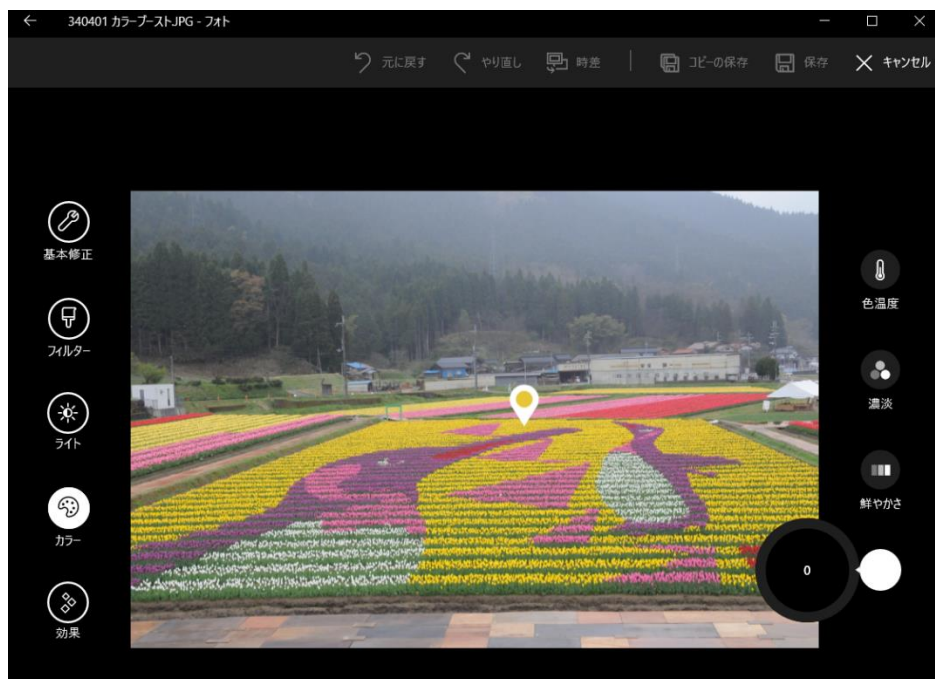 340401 カラーブースト.JPG - フォト
元に戻す やり直し 時差 コピーの保存 保存 キャンセル
基本修正
フィルター
ライト
カラー
効果
色温度
濃淡
鮮やかさ
0